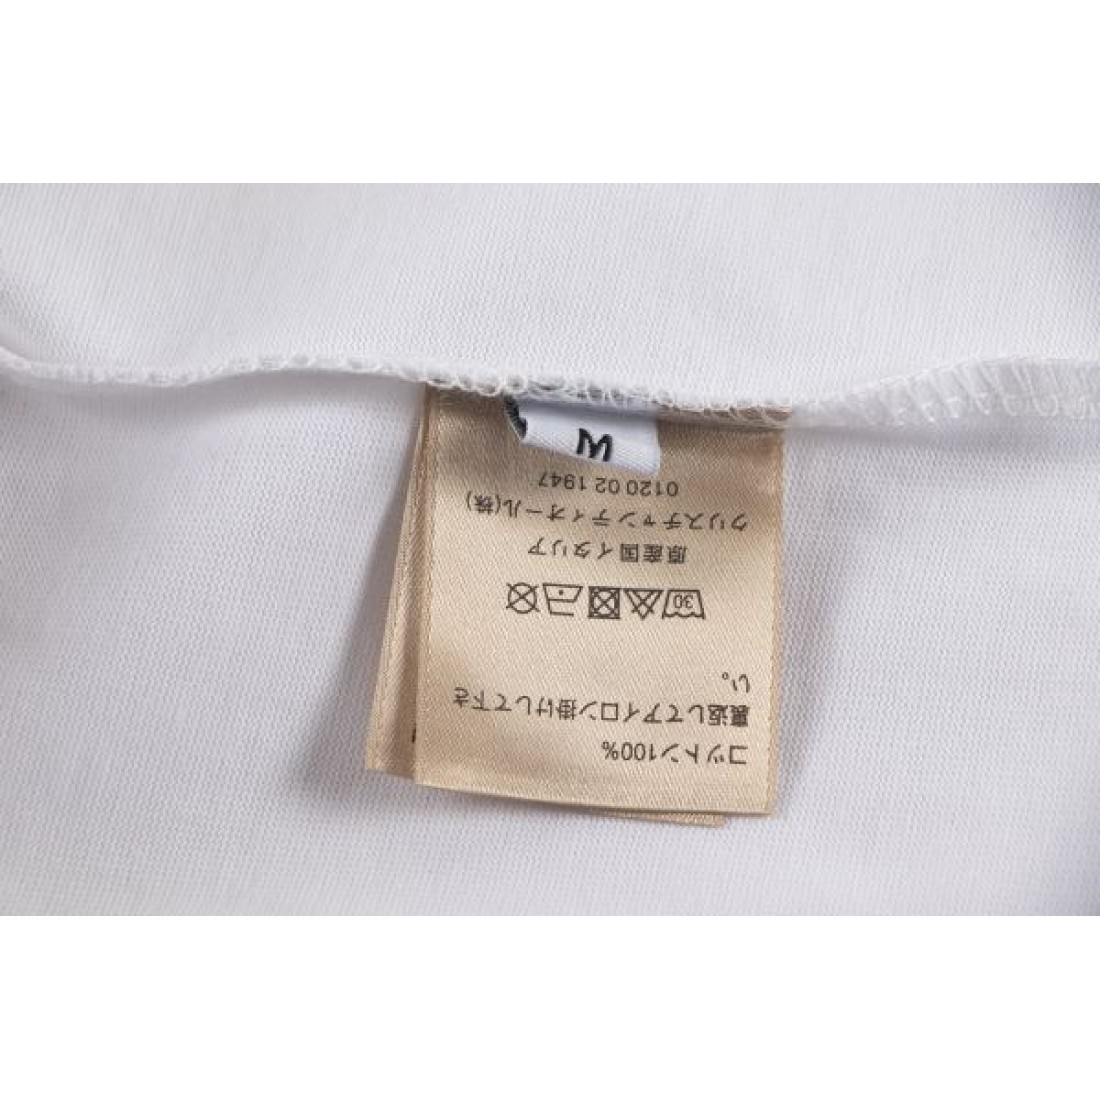 コットン100%
裏返してアイロン掛けして下さ
い。
30
原産国イタリア
クリスチャンディオール(株)
0120 02 1947
M